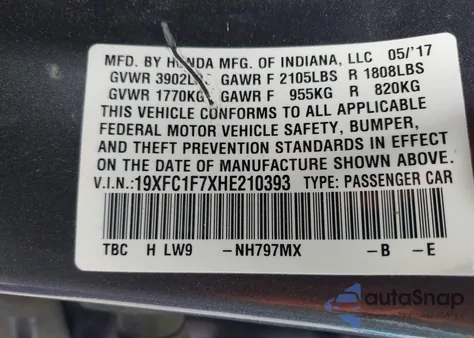 MFD. BY HONDA MFG. OF INDIANA, LLC 05/17
GVWR 3902LBS GAWR F 2105LBS R 1808LBS
GVWR 1770KG GAWR F 955KG R 820KG
THIS VEHICLE CONFORMS TO ALL APPLICABLE
FEDERAL MOTOR VEHICLE SAFETY, BUMPER,
AND THEFT PREVENTION STANDARDS IN EFFECT
ON THE DATE OF MANUFACTURE SHOWN ABOVE.
V.I.N.:19XFC1F7XHE210393 TYPE: PASSENGER CAR
TBC H LW9 -NH797MX -B -E
autoSnap